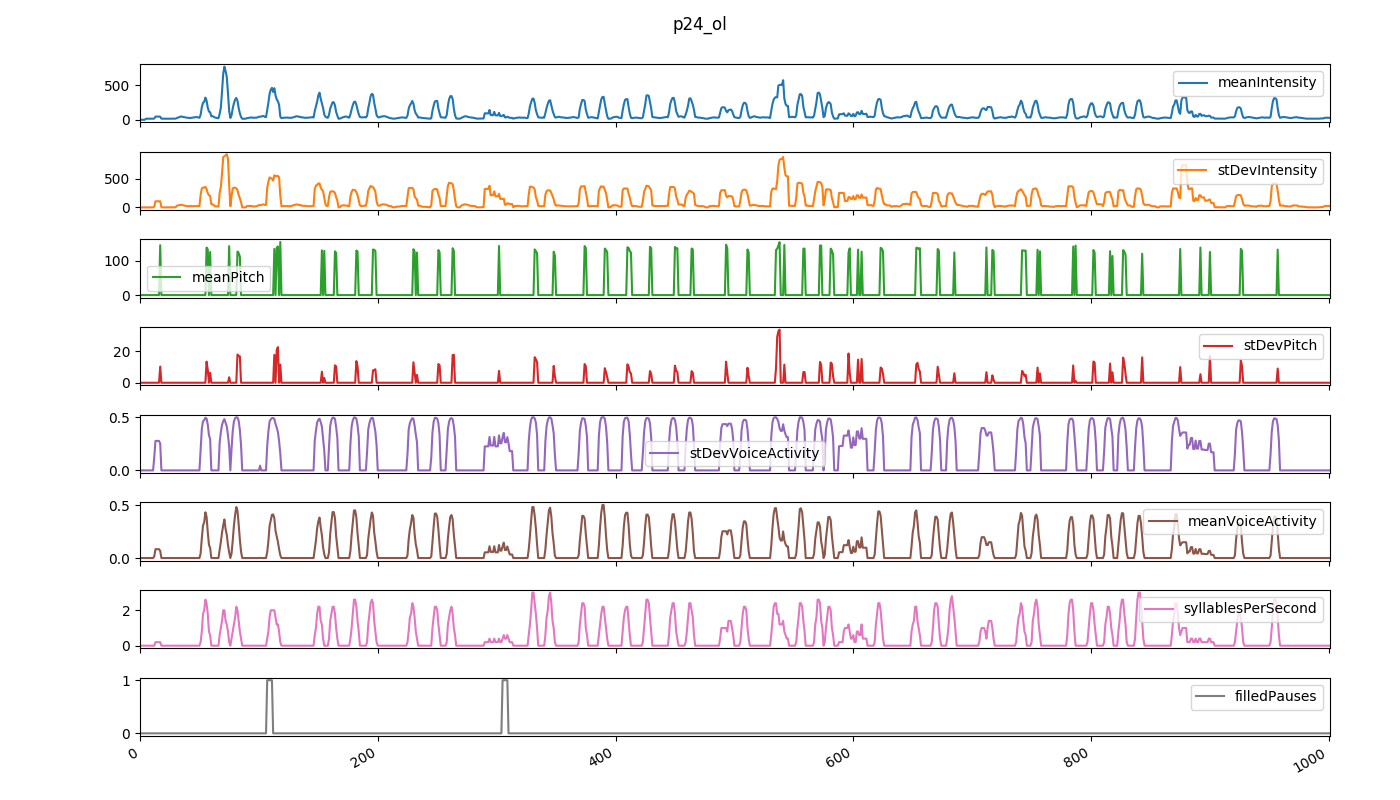 p24_ol
500
0
meanIntensity
500
0
stDevIntensity
100
0
meanPitch
20
0
stDevPitch
0.5
0.0
stDevVoiceActivity
0.5
0.0
meanVoiceActivity
2
0
syllablesPerSecond
1
0
filledPauses
0 200 400 600 800 1000